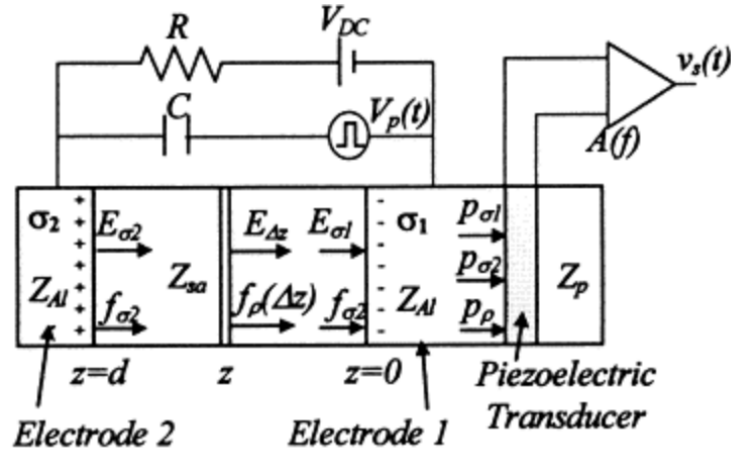 R
V_DC
C
V_p(t)
v_s(t)
A(f)
σ₂
+
+
+
+
+
+
E_σ2
E_Δz
E_σ1
-
-
-
-
-
-
σ₁
p_σ1
Z_Al
Z_sa
p_σ2
Z_Al
Z_p
f_σ2
f_ρ(Δz)
f_σ2
p_ρ
z=d
z
z=0
Piezoelectric
Transducer
Electrode 2
Electrode 1